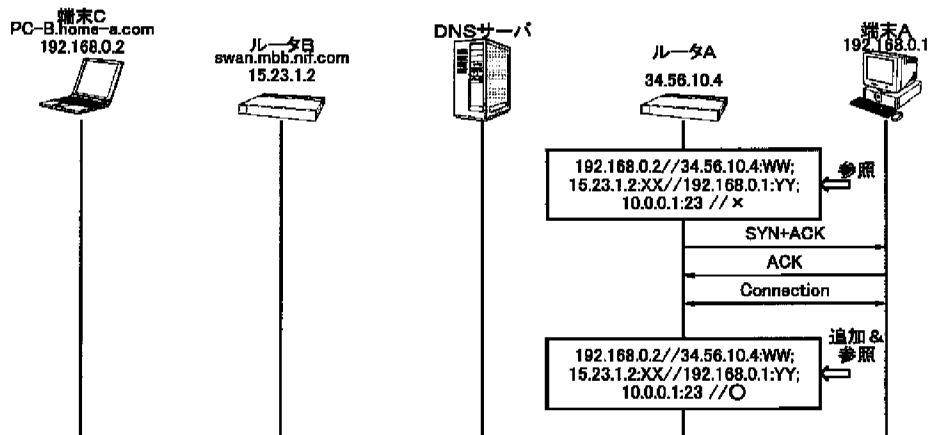 端末C
PC-B.home-a.com
192.168.0.2
ルータB
swan.mbb.nif.com
15.23.1.2
DNSサーバ
ルータA
34.56.10.4
端末A
192.168.0.1
192.168.0.2//34.56.10.4:WW;
15.23.1.2:XX//192.168.0.1:YY;
10.0.0.1:23 //×
参照
SYN+ACK
ACK
Connection
追加&
参照
192.168.0.2//34.56.10.4:WW;
15.23.1.2:XX//192.168.0.1:YY;
10.0.0.1:23 //○